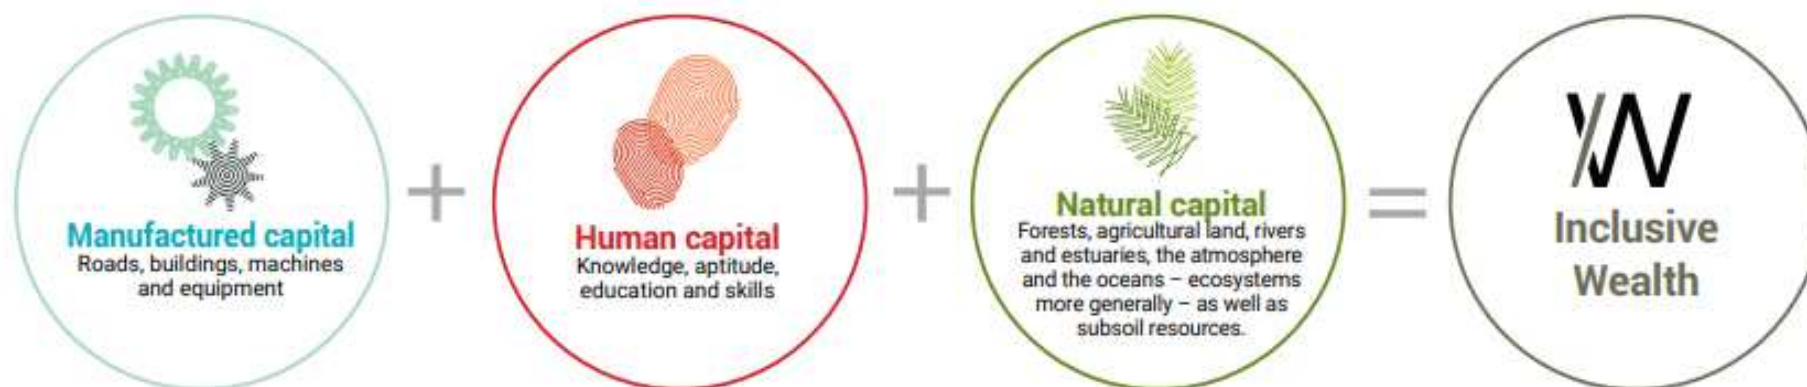 Manufactured capital
Roads, buildings, machines
and equipment
+
Human capital
Knowledge, aptitude,
education and skills
+
Natural capital
Forests, agricultural land, rivers
and estuaries, the atmosphere
and the oceans – ecosystems
more generally – as well as
subsoil resources.
=
IW
Inclusive
Wealth